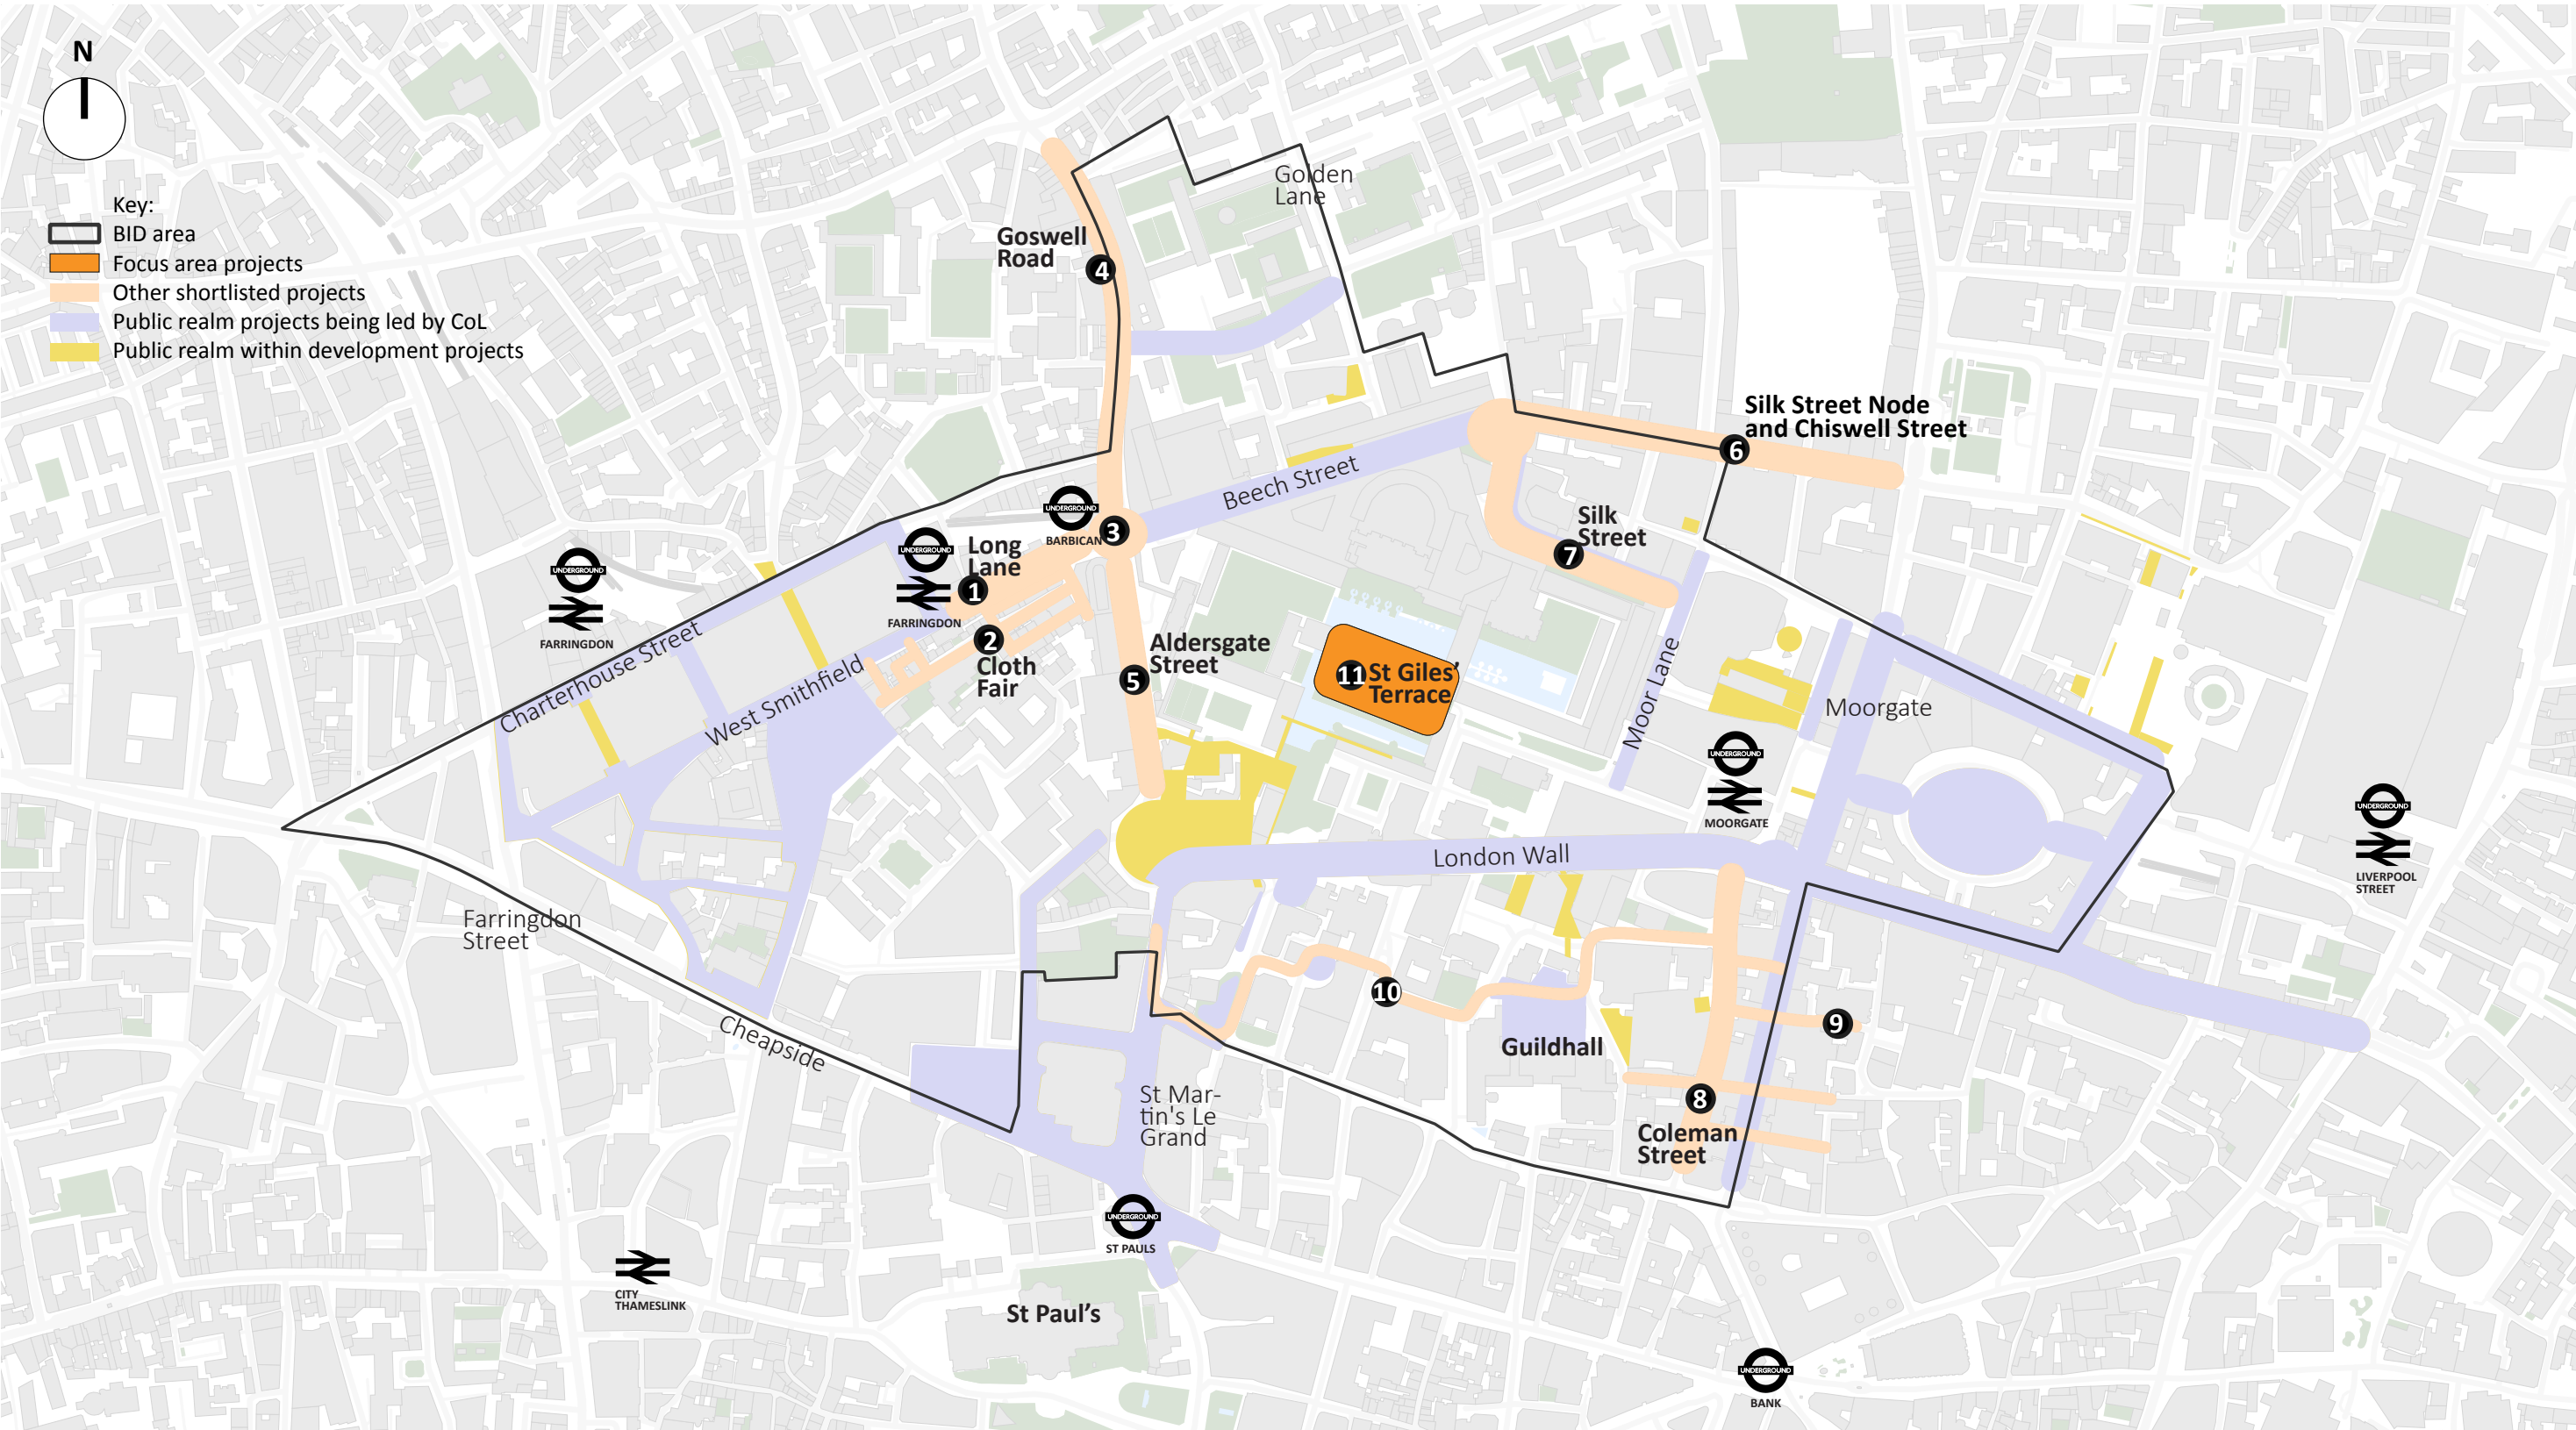 N
Key:
BID area
Focus area projects
Other shortlisted projects
Public realm projects being led by CoL
Public realm within development projects
Golden
Lane
Goswell
Road
4
Silk Street Node
and Chiswell Street
6
Beech Street
UNDERGROUND
BARBICAN
3
Silk
Street
7
Long
Lane
1
UNDERGROUND
FARRINGDON
UNDERGROUND
FARRINGDON
2
Cloth
Fair
Aldersgate
Street
5
11
St Giles'
Terrace
Charterhouse Street
West Smithfield
Moor Lane
Moorgate
UNDERGROUND
MOORGATE
UNDERGROUND
LIVERPOOL
STREET
London Wall
Farringdon
Street
Cheapside
10
9
Guildhall
8
Coleman
Street
St Mar-
tin's Le
Grand
UNDERGROUND
ST PAULS
CITY
THAMESLINK
St Paul’s
UNDERGROUND
BANK